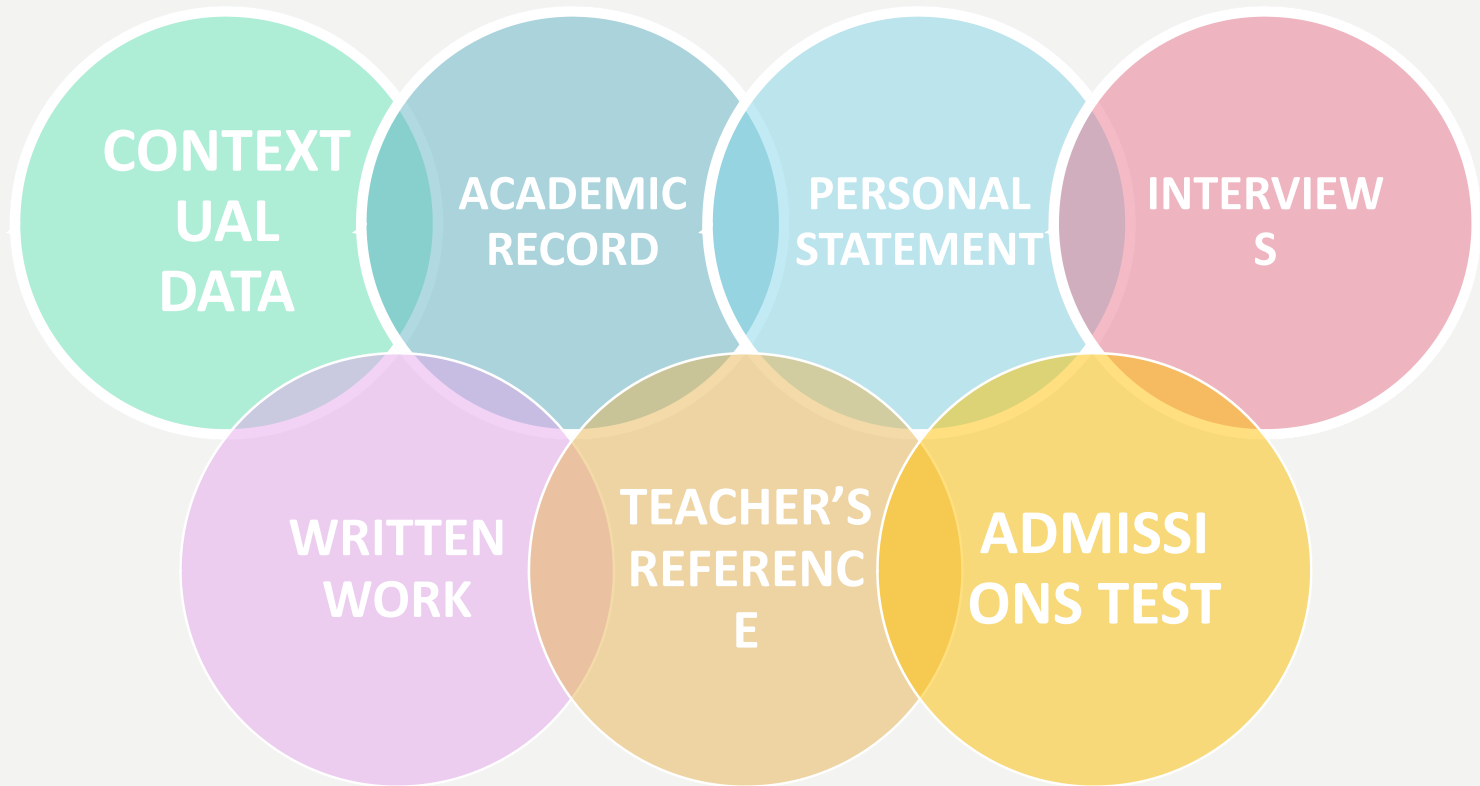 CONTEXT
UAL
DATA
ACADEMIC
RECORD
PERSONAL
STATEMENT
INTERVIEW
S
WRITTEN
WORK
TEACHER’S
REFERENC
E
ADMISSI
ONS TEST